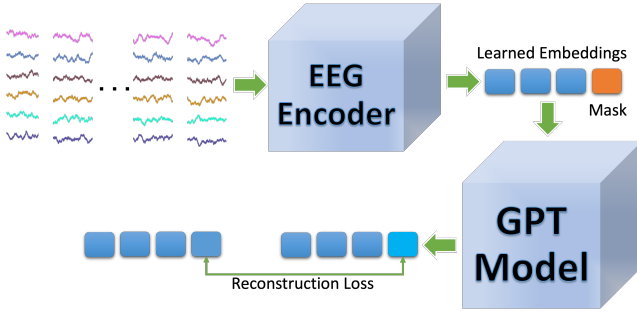 EEG
Encoder
Learned Embeddings
Mask
GPT
Model
Reconstruction Loss